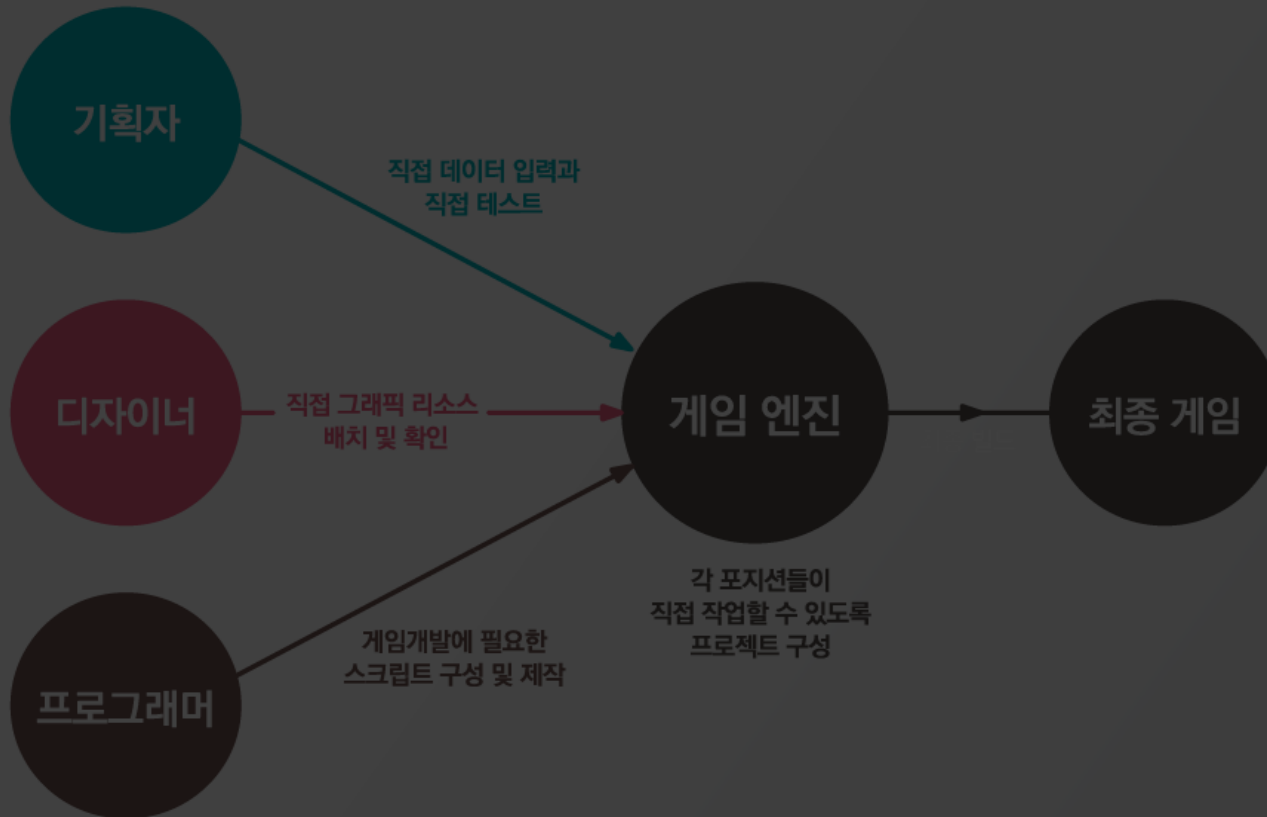 기획자
직접 데이터 입력과
직접 테스트
디자이너
직접 그래픽 리소스
배치 및 확인
게임 엔진
최종 게임
각 포지션들이
직접 작업할 수 있도록
프로젝트 구성
게임개발에 필요한
스크립트 구성 및 제작
프로그래머